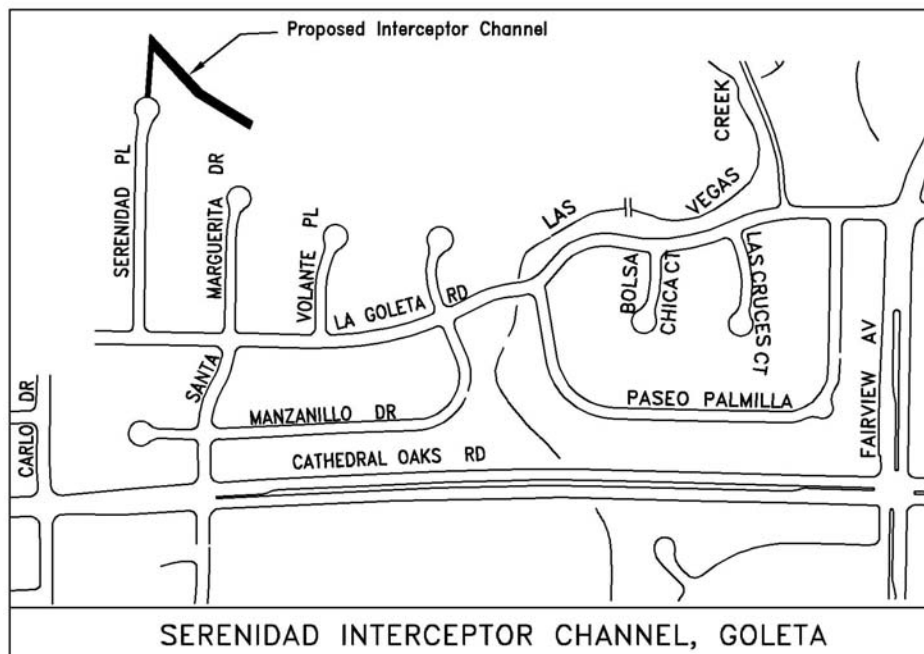 Proposed Interceptor Channel
SERENIDAD PL
MARGUERITA DR
VOLANTE PL
LA GOLETA RD
LAS VEGAS CREEK
BOLSA
CHICA CT
LAS CRUCES CT
SANTA
CARLO DR
MANZANILLO DR
PASEO PALMILLA
FAIRVIEW AV
CATHEDRAL OAKS RD
SERENIDAD INTERCEPTOR CHANNEL, GOLETA